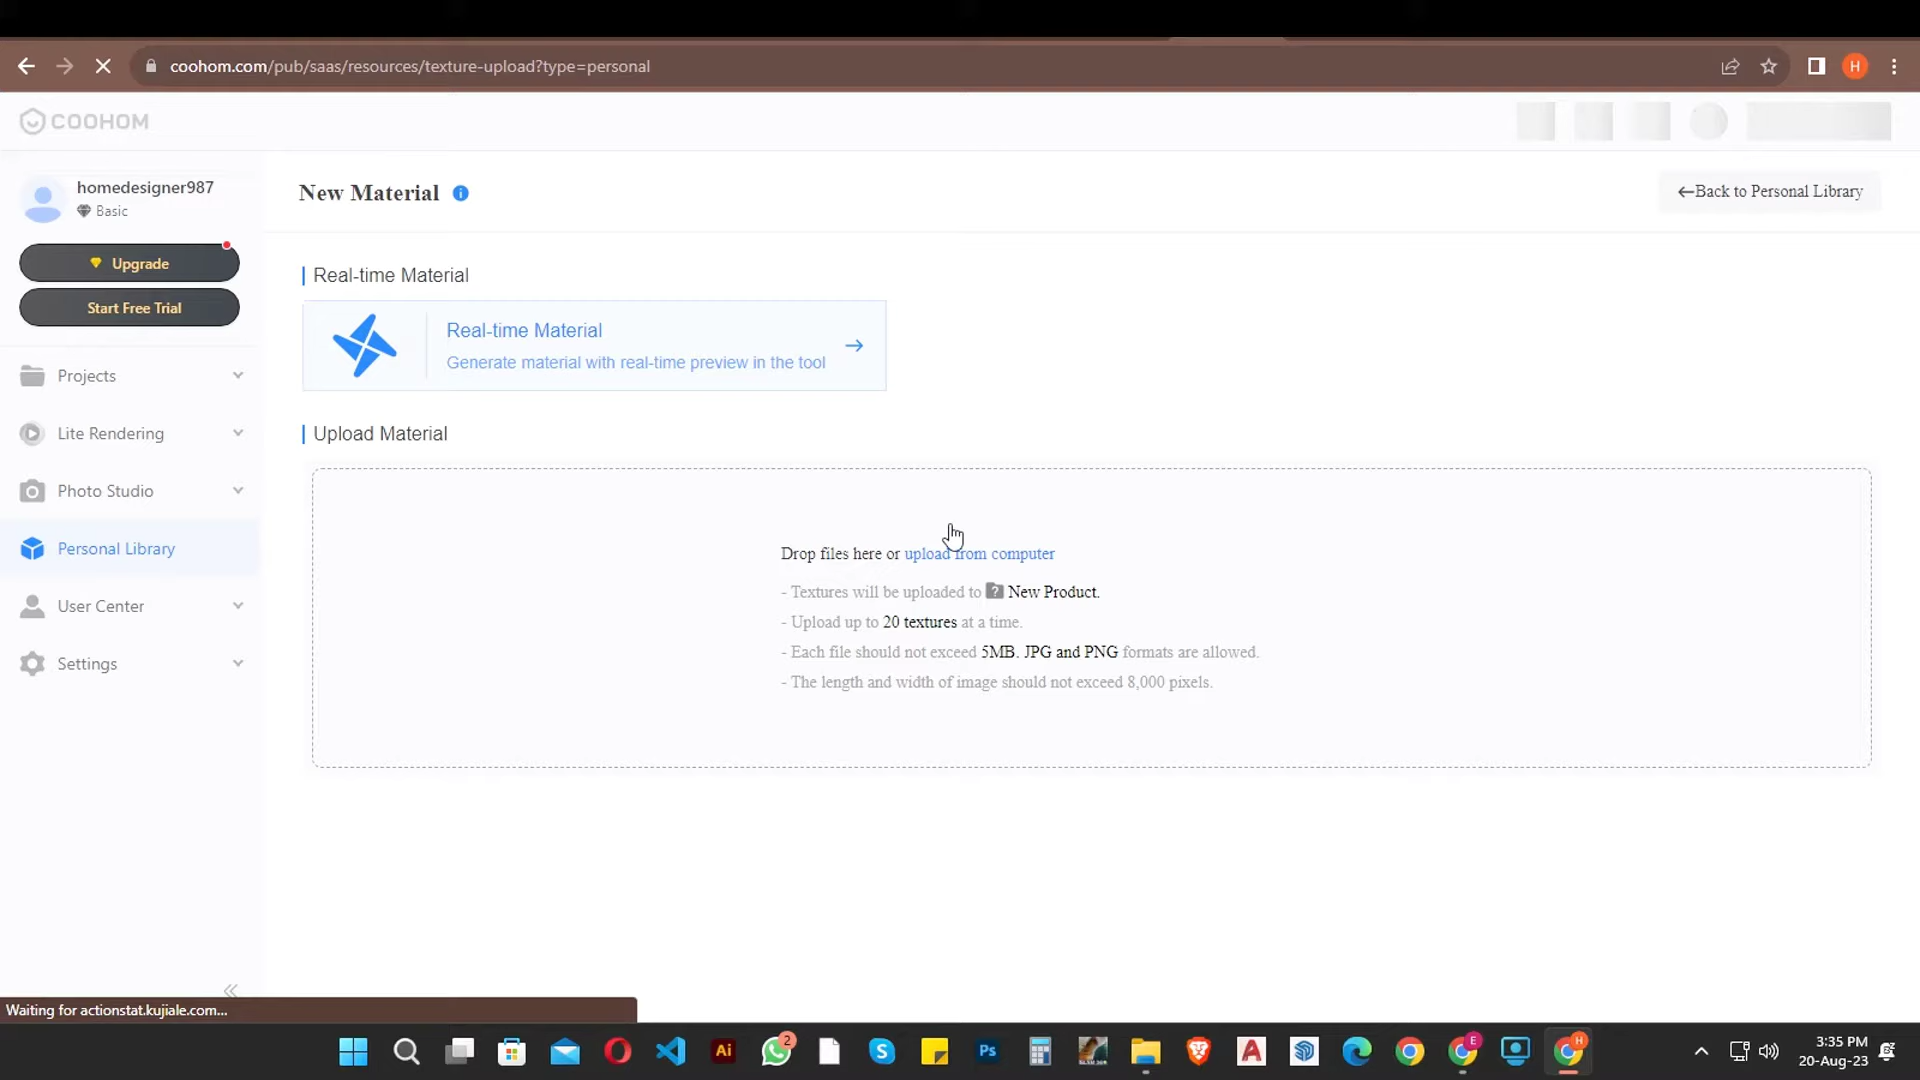 coohom.com/pub/saas/resources/texture-upload?type=personal
H
COOHOM
homedesigner987
Basic
Upgrade
Start Free Trial
Projects
Lite Rendering
Photo Studio
Personal Library
User Center
Settings
New Material
←Back to Personal Library
Real-time Material
Real-time Material
Generate material with real-time preview in the tool
Upload Material
Drop files here or upload from computer
- Textures will be uploaded to ? New Product.
- Upload up to 20 textures at a time.
- Each file should not exceed 5MB. JPG and PNG formats are allowed.
- The length and width of image should not exceed 8,000 pixels.
Waiting for actionstat.kujiale.com...
Ai
2
S
Ps
A
E
H
3:35 PM
20-Aug-23